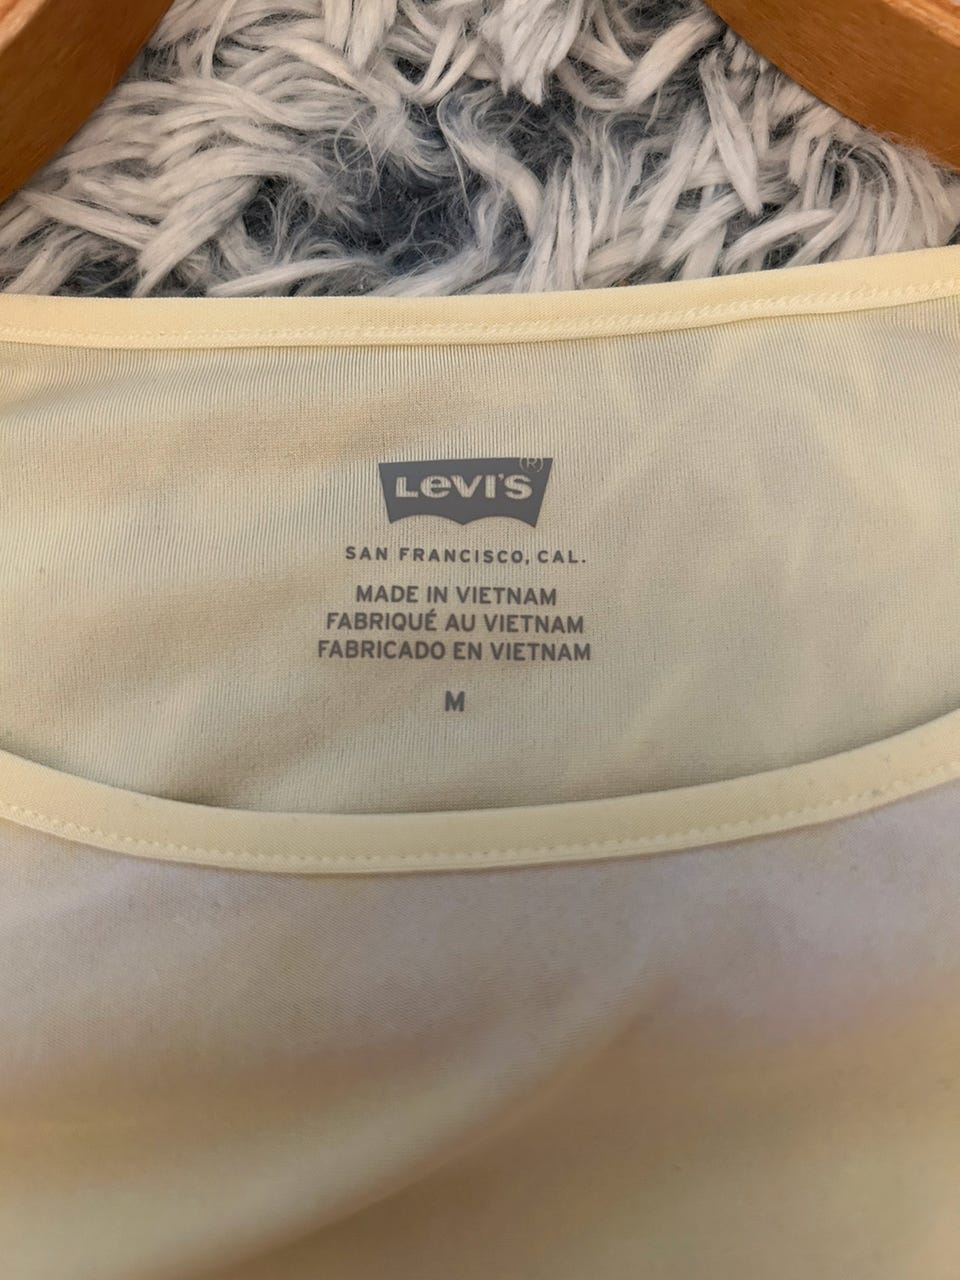 LEVI'S®
SAN FRANCISCO, CAL.
MADE IN VIETNAM
FABRIQUÉ AU VIETNAM
FABRICADO EN VIETNAM
M